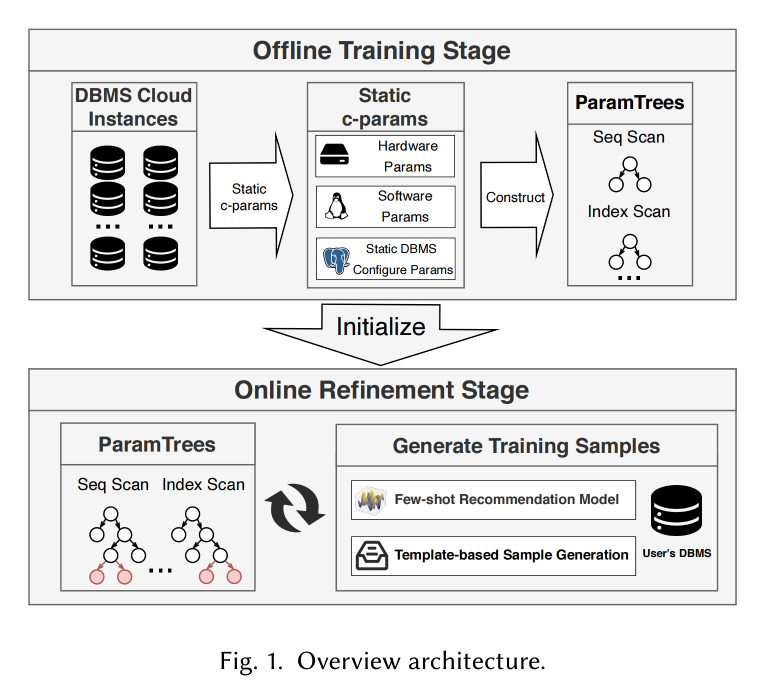 Offline Training Stage
DBMS Cloud
Instances
Static
c-params
Static
c-params
Hardware
Params
Software
Params
Static DBMS
Configure Params
Construct
ParamTrees
Seq Scan
Index Scan
Initialize
Online Refinement Stage
ParamTrees
Seq Scan Index Scan
Generate Training Samples
Few-shot Recommendation Model
Template-based Sample Generation
User's DBMS
Fig. 1. Overview architecture.